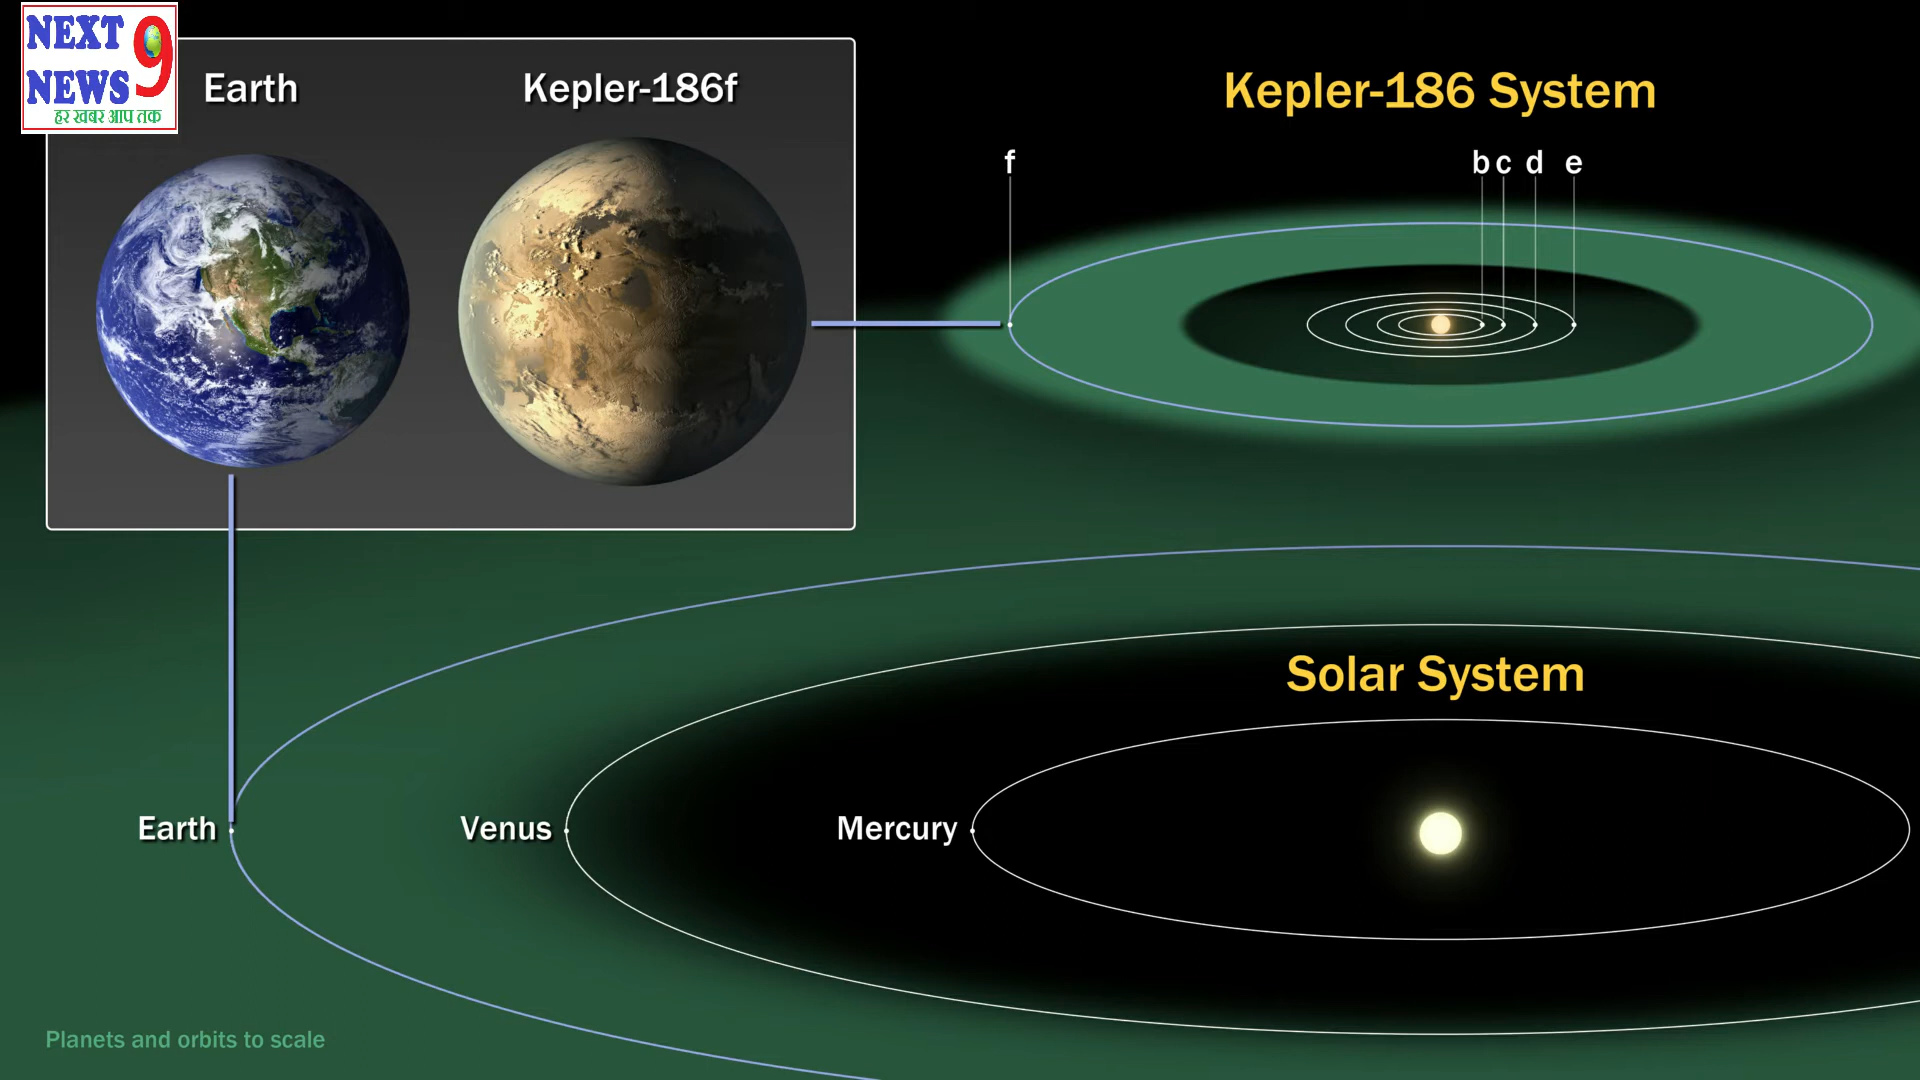 NEXT
NEWS 9
हर खबर आप तक
Earth
Kepler-186f
Kepler-186 System
f
b
c
d
e
Solar System
Earth
Venus
Mercury
Planets and orbits to scale